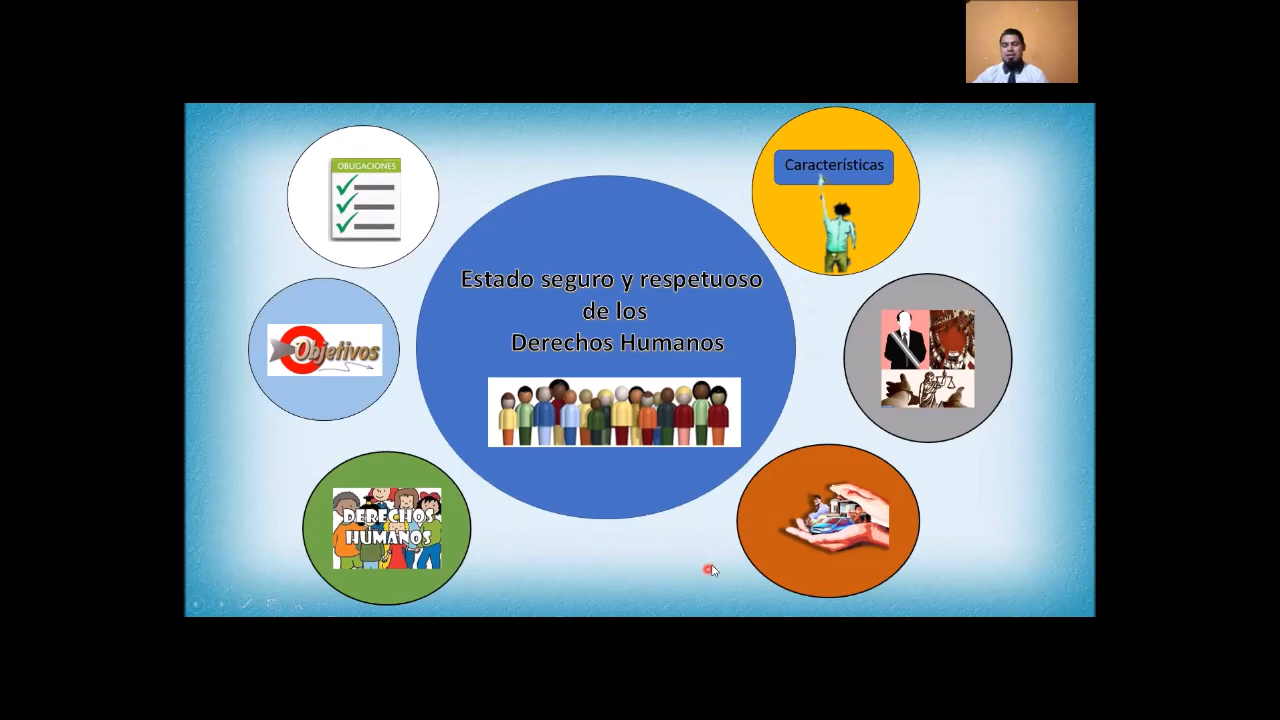 OBLIGACIONES
Características
Estado seguro y respetuoso
de los
Derechos Humanos
Objetivos
DERECHOS
HUMANOS